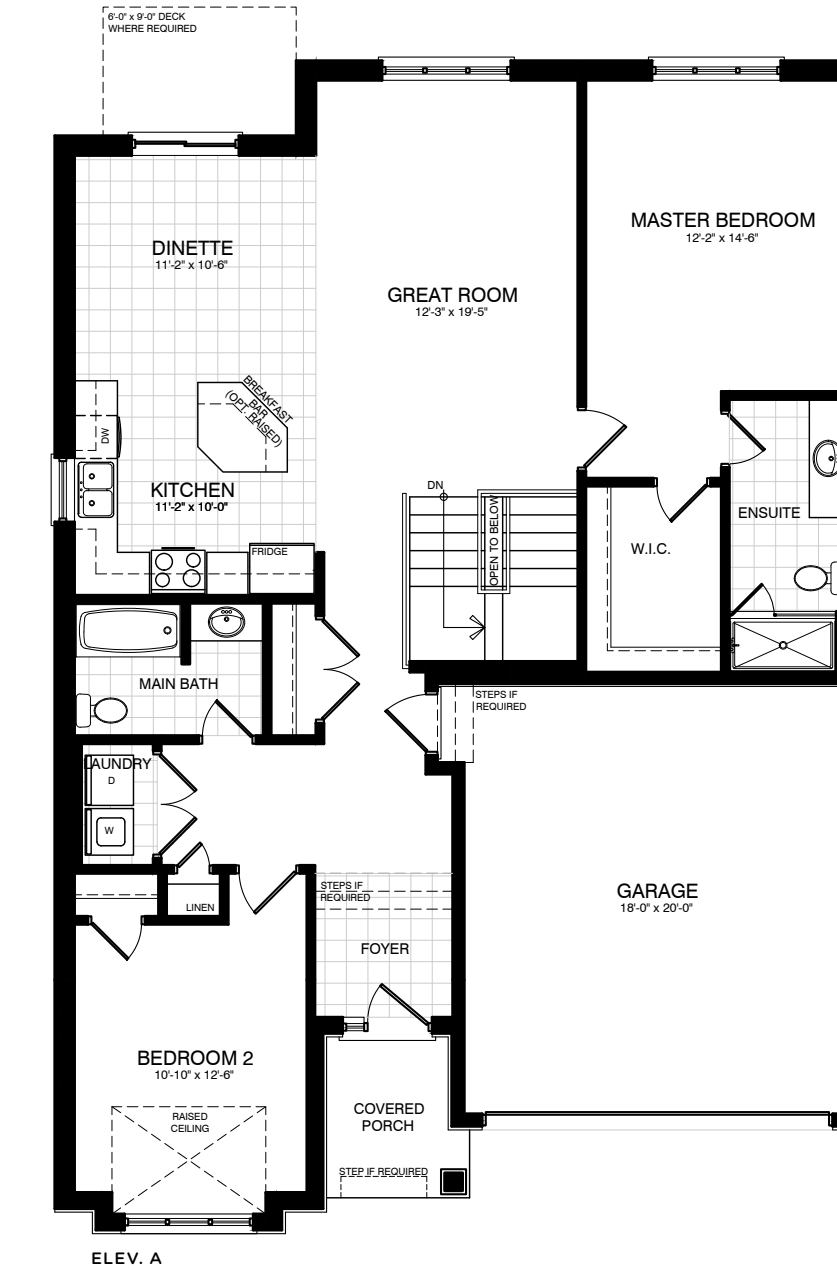 6'-0" x 9'-0" DECK
WHERE REQUIRED
MASTER BEDROOM
12'-2" x 14'-6"
DINETTE
11'-2" x 10'-6"
GREAT ROOM
12'-3" x 19'-5"
BREAKFAST
BAR
(OPT. RAISED)
DW
KITCHEN
11'-2" x 10'-0"
DN
OPEN TO BELOW
ENSUITE
W.I.C.
FRIDGE
MAIN BATH
STEPS IF
REQUIRED
LAUNDRY
D
W
STEPS IF
REQUIRED
LINEN
GARAGE
18'-0" x 20'-0"
FOYER
BEDROOM 2
10'-10" x 12'-6"
RAISED
CEILING
COVERED
PORCH
STEP IF REQUIRED
ELEV. A